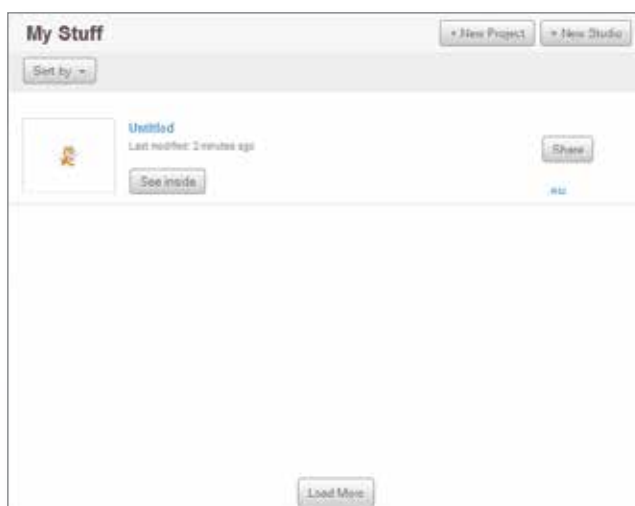 My Stuff
+ New Project
+ New Studio
Sort by
Untitled
Last modified: 2 minutes ago
Share
See inside
Load More